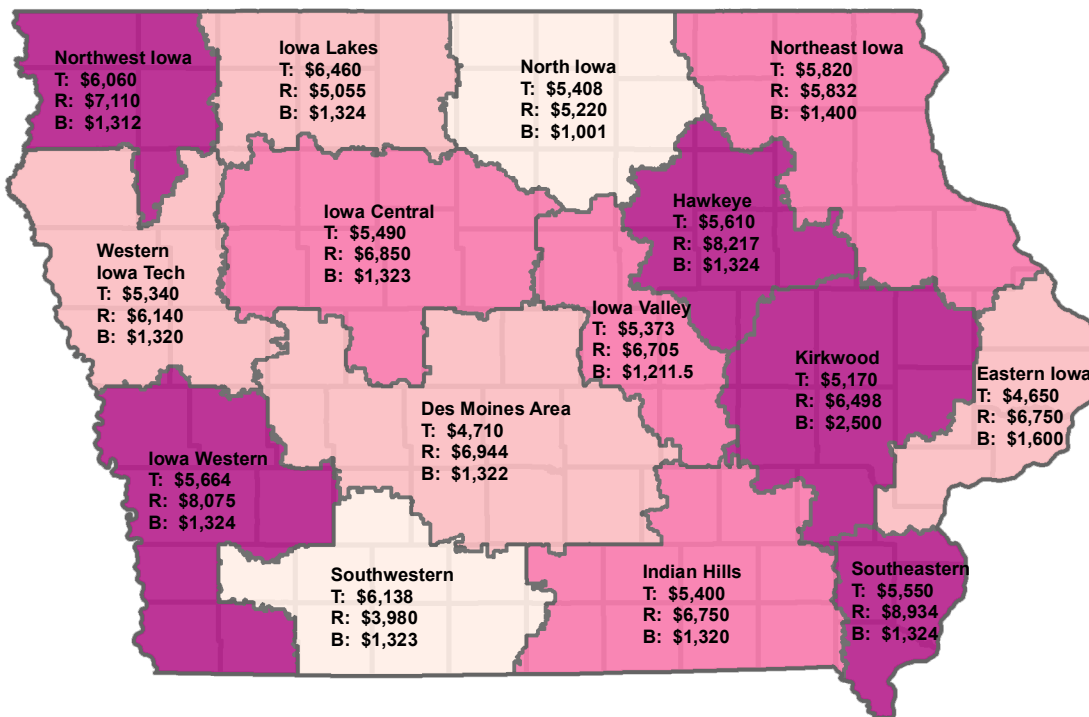 Northwest Iowa
T: $6,060
R: $7,110
B: $1,312
Iowa Lakes
T: $6,460
R: $5,055
B: $1,324
North Iowa
T: $5,408
R: $5,220
B: $1,001
Northeast Iowa
T: $5,820
R: $5,832
B: $1,400
Western
Iowa Tech
T: $5,340
R: $6,140
B: $1,320
Iowa Central
T: $5,490
R: $6,850
B: $1,323
Hawkeye
T: $5,610
R: $8,217
B: $1,324
Iowa Valley
T: $5,373
R: $6,705
B: $1,211.5
Kirkwood
T: $5,170
R: $6,498
B: $2,500
Eastern Iowa
T: $4,650
R: $6,750
B: $1,600
Des Moines Area
T: $4,710
R: $6,944
B: $1,322
Iowa Western
T: $5,664
R: $8,075
B: $1,324
Southwestern
T: $6,138
R: $3,980
B: $1,323
Indian Hills
T: $5,400
R: $6,750
B: $1,320
Southeastern
T: $5,550
R: $8,934
B: $1,324